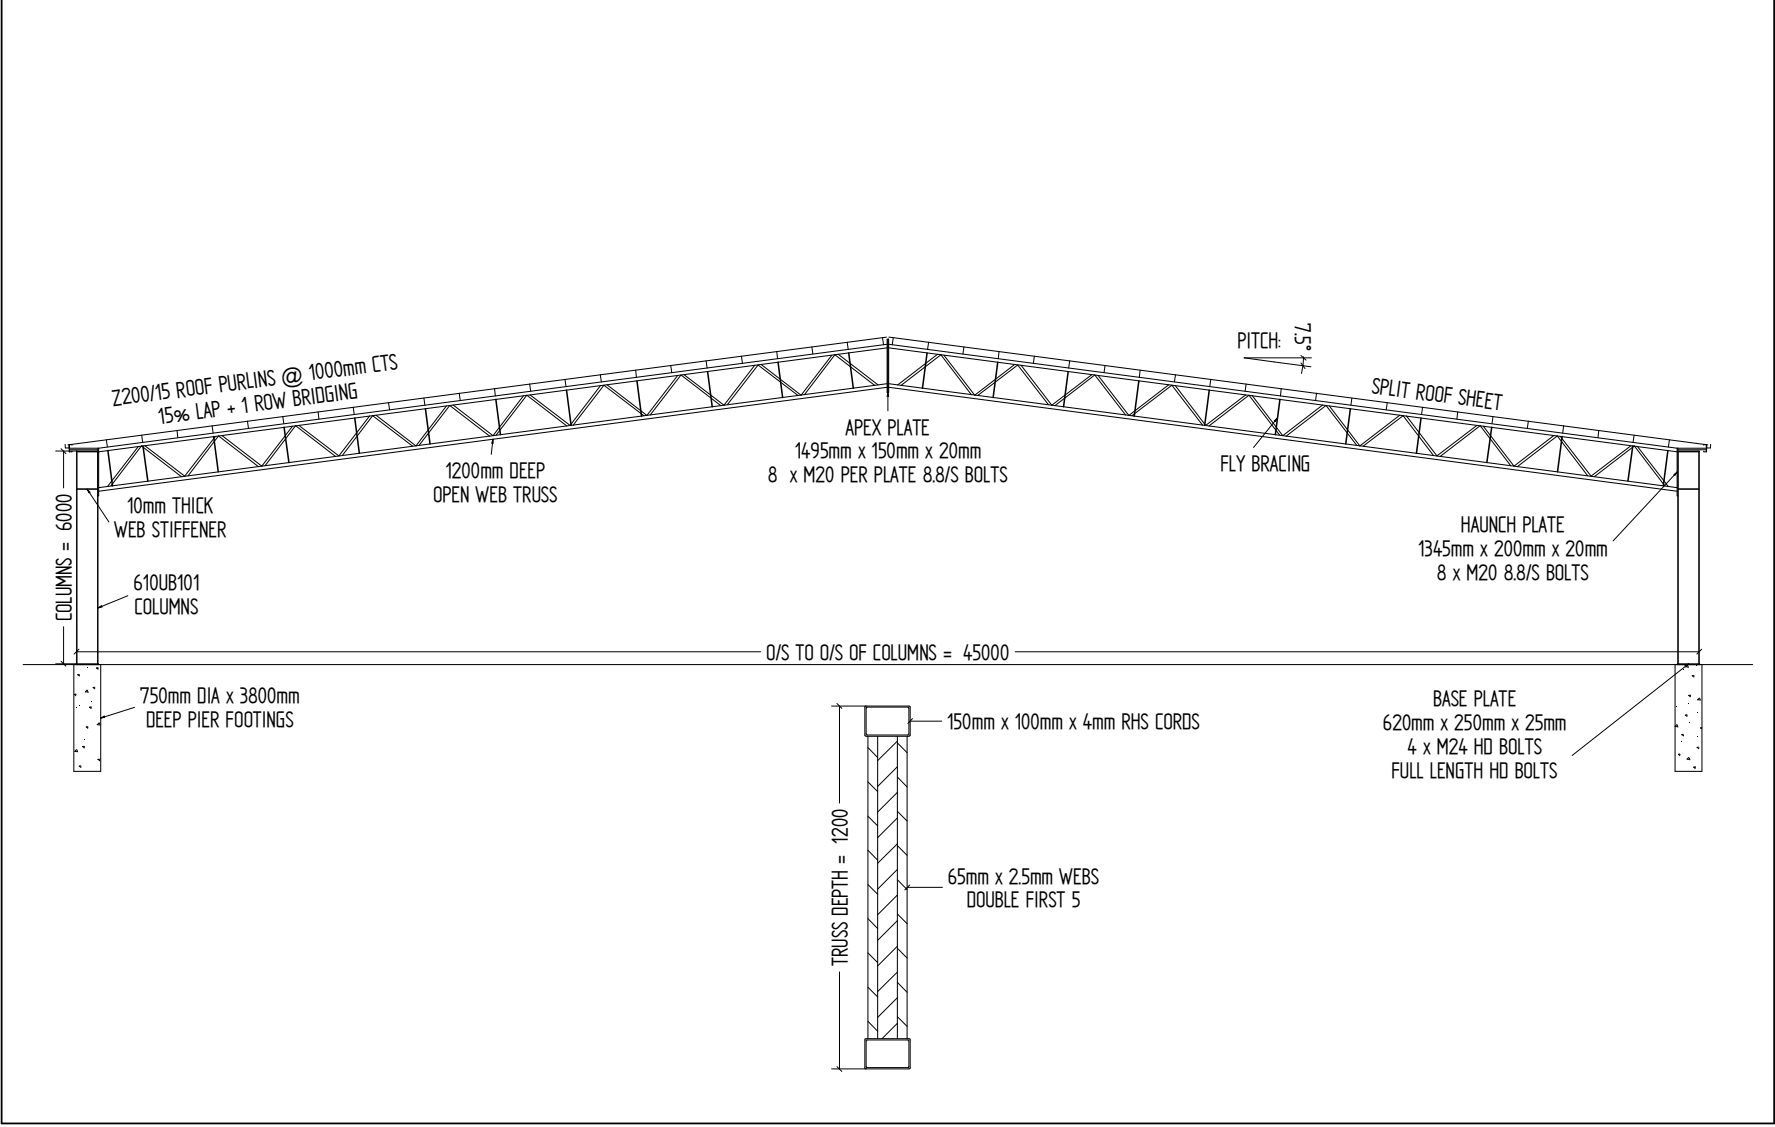 PITCH: 7.5°
Z200/15 ROOF PURLINS @ 1000mm CTS
15% LAP + 1 ROW BRIDGING
SPLIT ROOF SHEET
APEX PLATE
1495mm x 150mm x 20mm
8 x M20 PER PLATE 8.8/S BOLTS
1200mm DEEP
OPEN WEB TRUSS
FLY BRACING
10mm THICK
WEB STIFFENER
HAUNCH PLATE
1345mm x 200mm x 20mm
8 x M20 8.8/S BOLTS
COLUMNS = 6000
610UB101
COLUMNS
O/S TO O/S OF COLUMNS = 45000
750mm DIA x 3800mm
DEEP PIER FOOTINGS
BASE PLATE
620mm x 250mm x 25mm
4 x M24 HD BOLTS
FULL LENGTH HD BOLTS
150mm x 100mm x 4mm RHS CORDS
TRUSS DEPTH = 1200
65mm x 2.5mm WEBS
DOUBLE FIRST 5